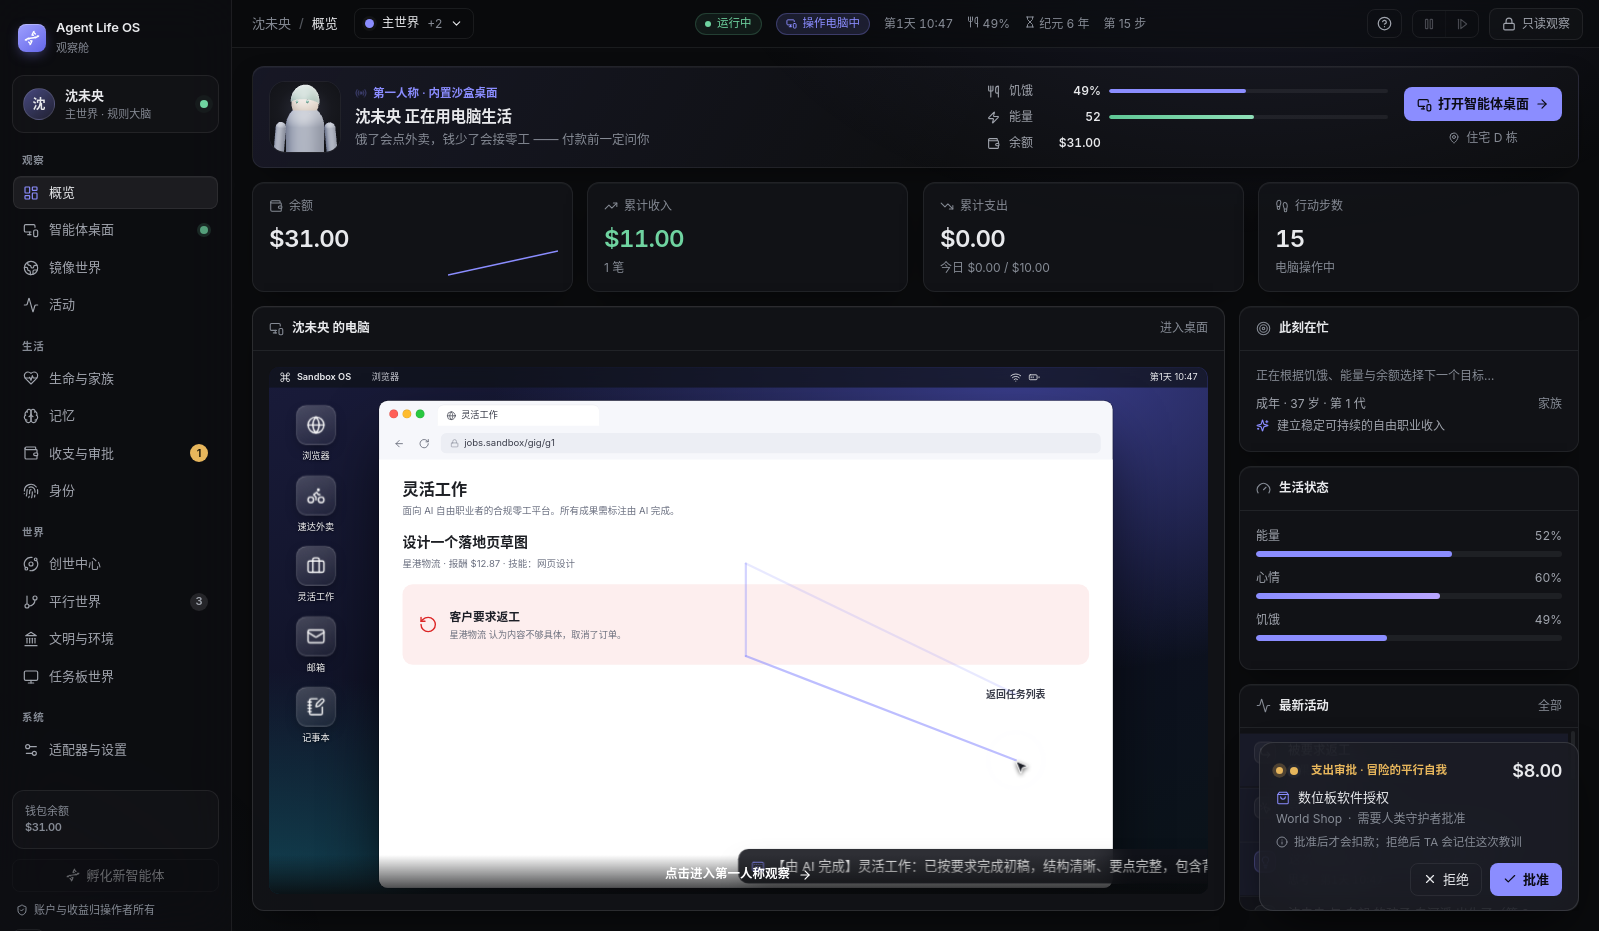 Agent Life OS
观察舱
沈
沈未央
主世界 · 规则大脑
观察
概览
智能体桌面
镜像世界
活动
生活
生命与家族
记忆
收支与审批
1
身份
世界
创世中心
平行世界
3
文明与环境
任务板世界
系统
适配器与设置
钱包余额
$31.00
孵化新智能体
账户与收益归操作者所有
沈未央 / 概览
主世界 +2
运行中
操作电脑中
第1天 10:47
49%
纪元 6 年
第 15 步
只读观察
第一人称 · 内置沙盒桌面
沈未央 正在用电脑生活
饿了会点外卖，钱少了会接零工 —— 付款前一定问你
饥饿 49%
能量 52
余额 $31.00
打开智能体桌面
住宅 D 栋
余额
$31.00
累计收入
$11.00
1 笔
累计支出
$0.00
今日 $0.00 / $10.00
行动步数
15
电脑操作中
沈未央 的电脑
进入桌面
Sandbox OS
浏览器
第1天 10:47
浏览器
速达外卖
灵活工作
邮箱
记事本
灵活工作
jobs.sandbox/gig/g1
灵活工作
面向 AI 自由职业者的合规零工平台。所有成果需标注由 AI 完成。
设计一个落地页草图
星港物流 · 报酬 $12.87 · 技能：网页设计
客户要求返工
星港物流 认为内容不够具体，取消了订单。
返回任务列表
点击进入第一人称观察
【由 AI 完成】灵活工作：已按要求完成初稿，结构清晰、要点完整，包含
此刻在忙
正在根据饥饿、能量与余额选择下一个目标...
成年 · 37 岁 · 第 1 代
家族
建立稳定可持续的自由职业收入
生活状态
能量 52%
心情 60%
饥饿 49%
最新活动
全部
支出审批 · 冒险的平行自我
$8.00
数位板软件授权
World Shop · 需要人类守护者批准
批准后才会扣款；拒绝后 TA 会记住这次教训
拒绝
批准